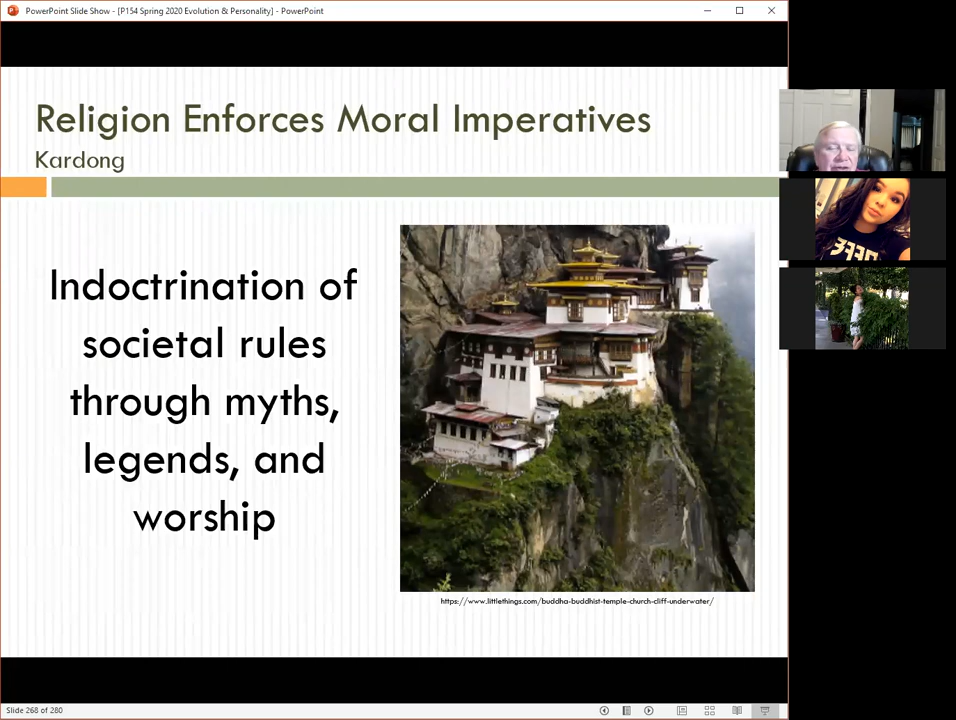 PowerPoint Slide Show - [P154 Spring 2020 Evolution & Personality] - PowerPoint
Religion Enforces Moral Imperatives
Kardong
Indoctrination of
societal rules
through myths,
legends, and
worship
https://www.littlethings.com/buddha-buddhist-temple-church-cliff-underwater/
Slide 268 of 280